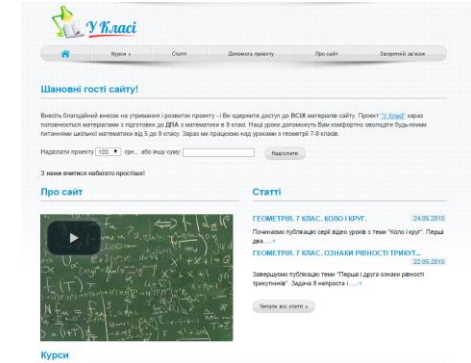 У Класі
Курси » Статті Допомога проекту Про сайт Зворотній зв'язок
Шановні гості сайту!
Внесіть благодійний внесок на утримання і розвиток проекту - і Ви одержите доступ до ВСІХ матеріалів сайту. Проект "У Класі" зараз
поповнюється матеріалами з підготовки до ДПА з математики в 9 класі. Наші уроки допоможуть Вам комфортно оволодіти будь-якими
питаннями шкільної математики від 5 до 9 класу. Зараз ми працюємо над уроками з геометрії 7-9 класів.
Надіслати проекту 100 грн., або іншу суму: Надіслати
З нами вчитися набагато простіше!
Про сайт
Статті
ГЕОМЕТРІЯ. 7 КЛАС. КОЛО І КРУГ. 24.05.2015
Починаємо публікацію серії відео уроків з теми "Коло і круг". Перші
два.....
ГЕОМЕТРІЯ. 7 КЛАС. ОЗНАКИ РІВНОСТІ ТРИКУТ...
22.05.2015
Завершуємо публікацію теми "Перша і друга ознаки рівності
трикутників". Задача 8 непроста і .....
Читати всі статті »
Курси